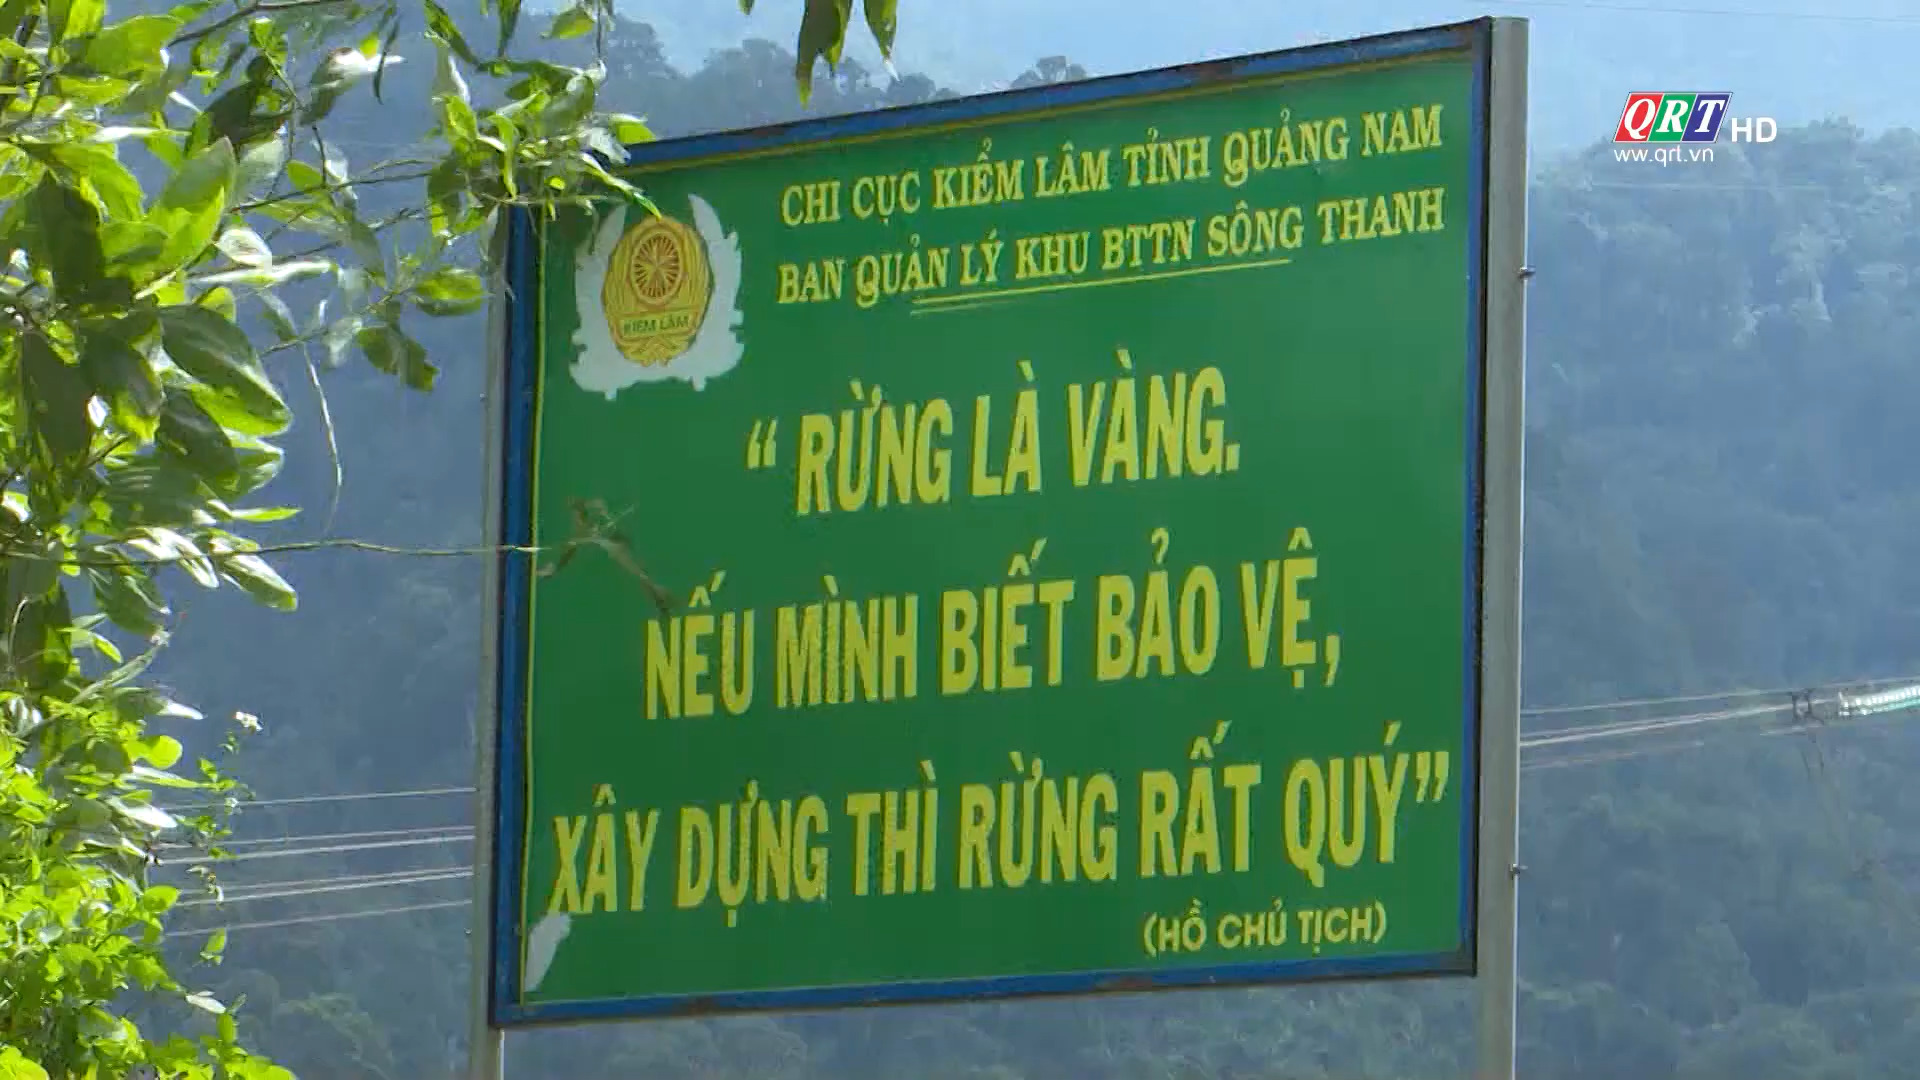 QRT HD
ww.qrt.vn
CHI CỤC KIỂM LÂM TỈNH QUẢNG NAM
BAN QUẢN LÝ KHU BTTN SÔNG THANH
KIỂM LÂM
“ RỪNG LÀ VÀNG.
NẾU MÌNH BIẾT BẢO VỆ,
XÂY DỰNG THÌ RỪNG RẤT QUÝ”
(HỒ CHỦ TỊCH)